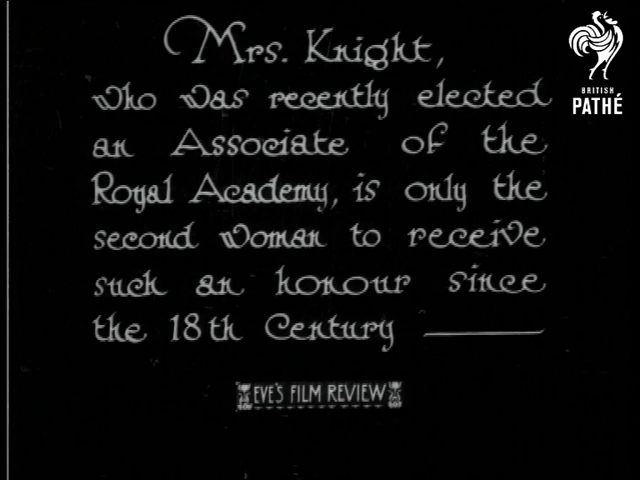 Mrs. Knight,
who was recently elected
an Associate of the
Royal Academy, is only the
second woman to receive
such an honour since
the 18th Century
EVE'S FILM REVIEW
BRITISH
PATHÉ